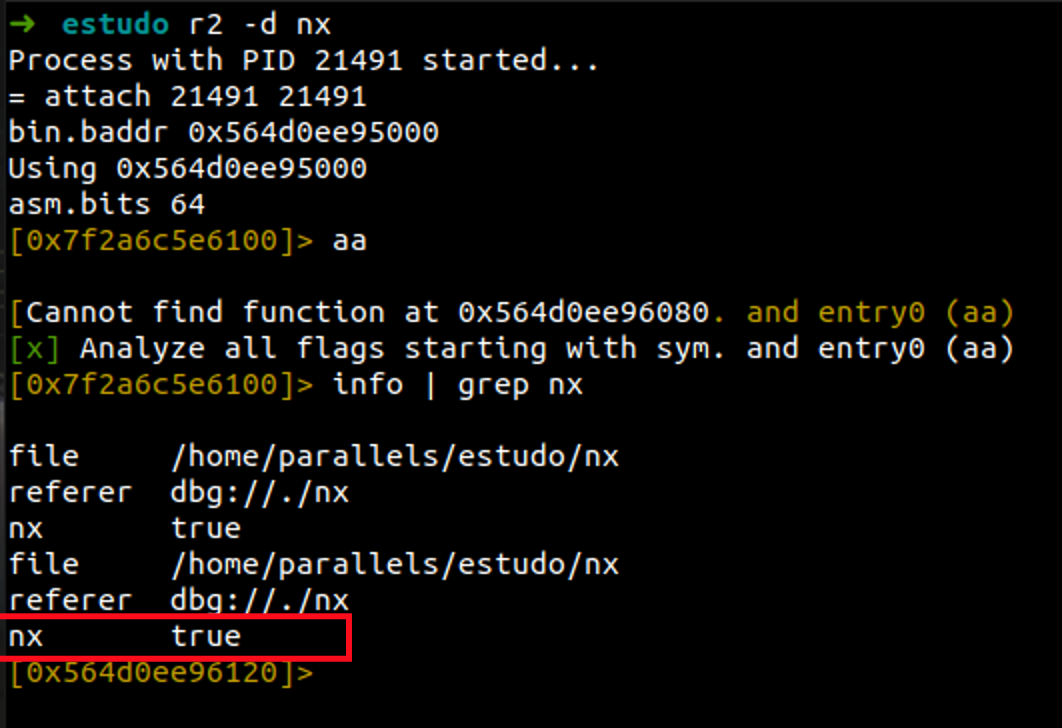 ➜ estudo r2 -d nx
Process with PID 21491 started...
= attach 21491 21491
bin.baddr 0x564d0ee95000
Using 0x564d0ee95000
asm.bits 64
[0x7f2a6c5e6100]> aa
[Cannot find function at 0x564d0ee96080. and entry0 (aa)
[x] Analyze all flags starting with sym. and entry0 (aa)
[0x7f2a6c5e6100]> info | grep nx
file     /home/parallels/estudo/nx
referer  dbg://./nx
nx       true
file     /home/parallels/estudo/nx
referer  dbg://./nx
nx       true
[0x564d0ee96120]>